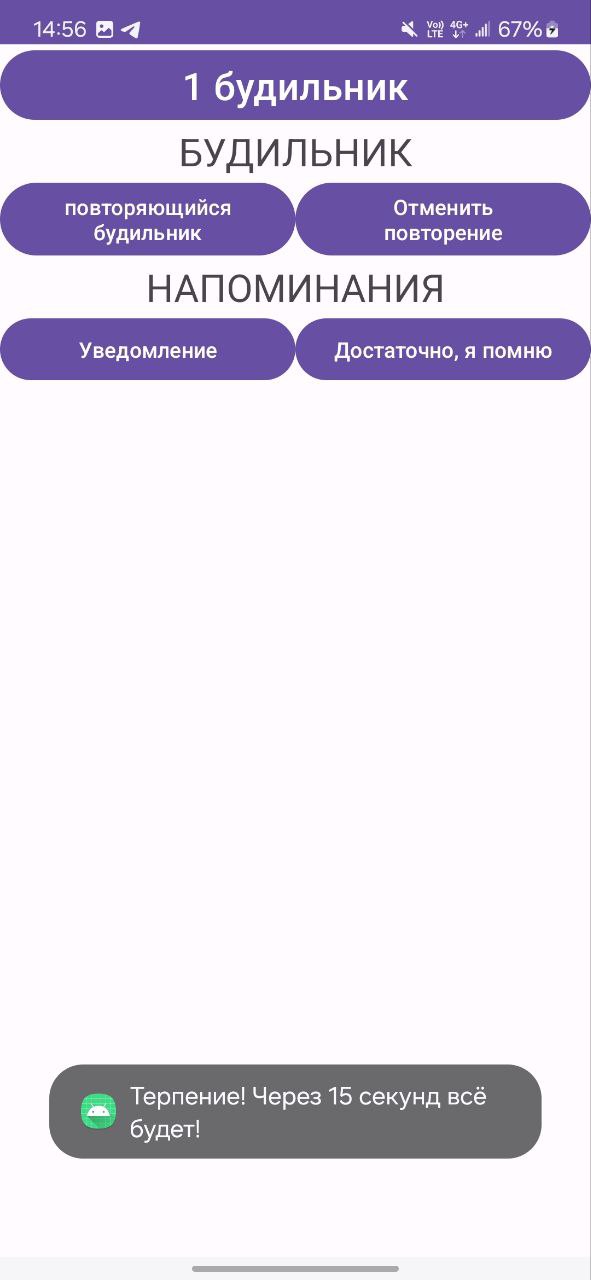 14:56 Vo)) LTE 4G+ 67%
1 будильник
БУДИЛЬНИК
повторяющийся
будильник
Отменить
повторение
НАПОМИНАНИЯ
Уведомление
Достаточно, я помню
Терпение! Через 15 секунд всё
будет!